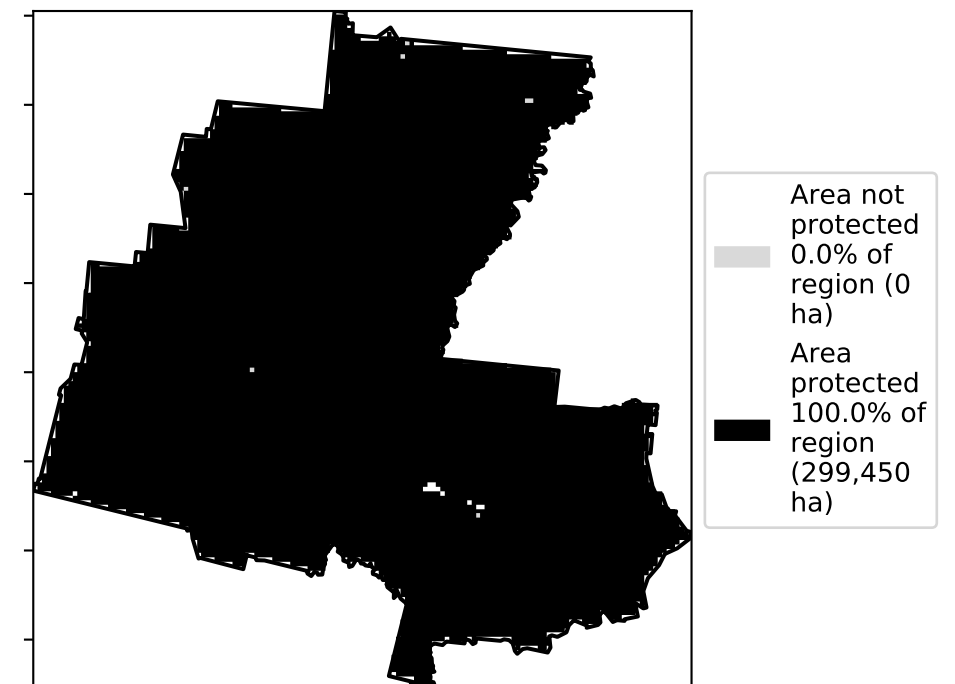 Area not
protected
0.0% of
region (0
ha)
Area
protected
100.0% of
region
(299,450
ha)